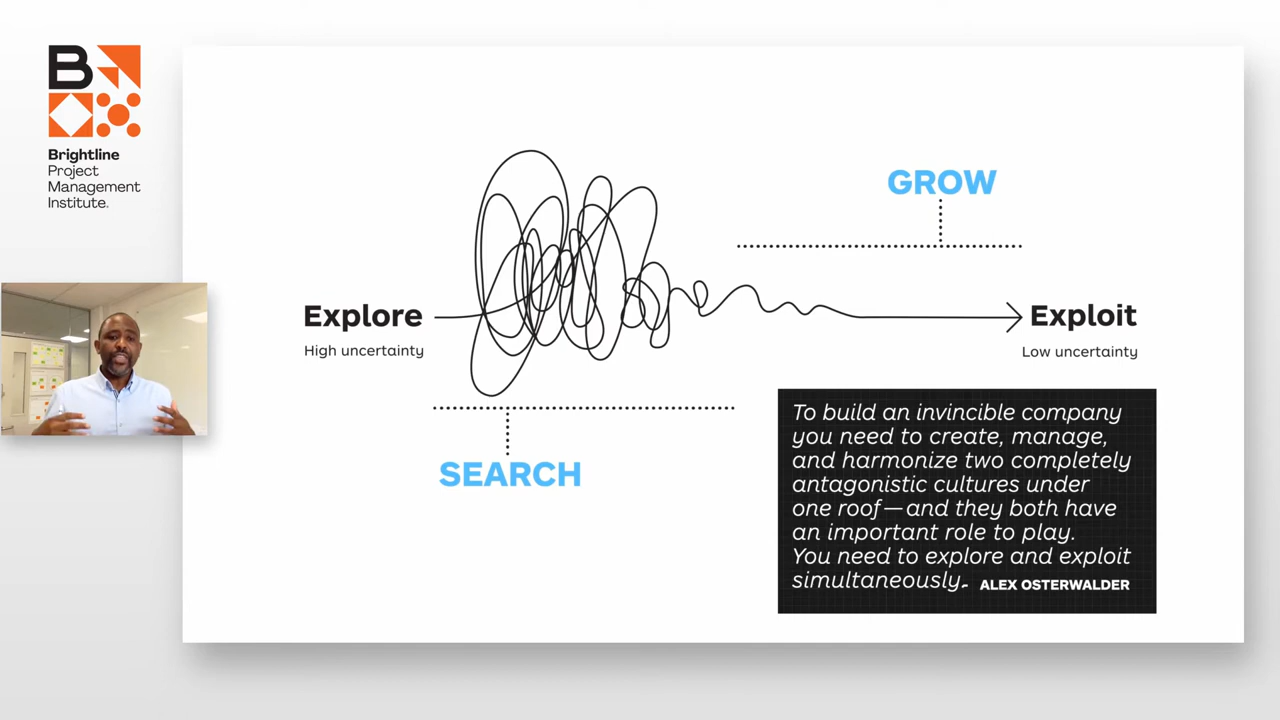 B
Brightline
Project
Management
Institute.
GROW
Explore
High uncertainty
Exploit
Low uncertainty
SEARCH
To build an invincible company
you need to create, manage,
and harmonize two completely
antagonistic cultures under
one roof—and they both have
an important role to play.
You need to explore and exploit
simultaneously.- ALEX OSTERWALDER